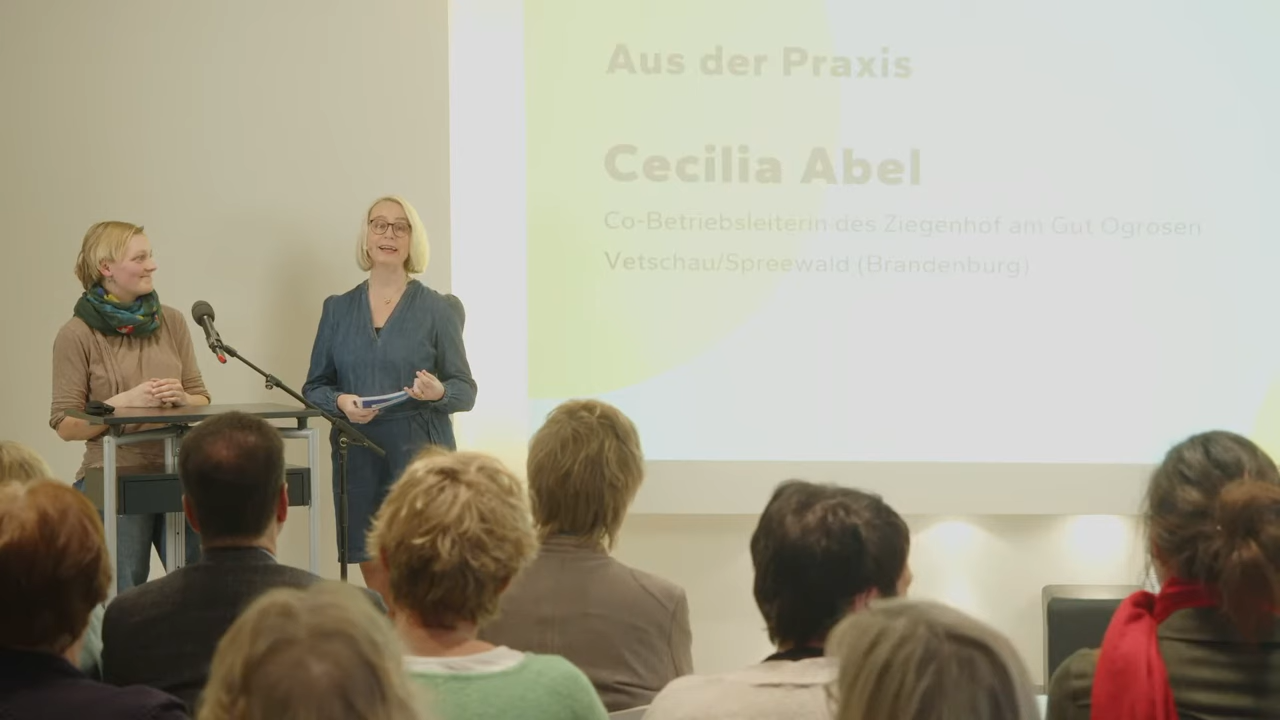 Aus der Praxis
Cecilia Abel
Co-Betriebsleiterin des Ziegenhof am Gut Ogrosen
Vetschau/Spreewald (Brandenburg)